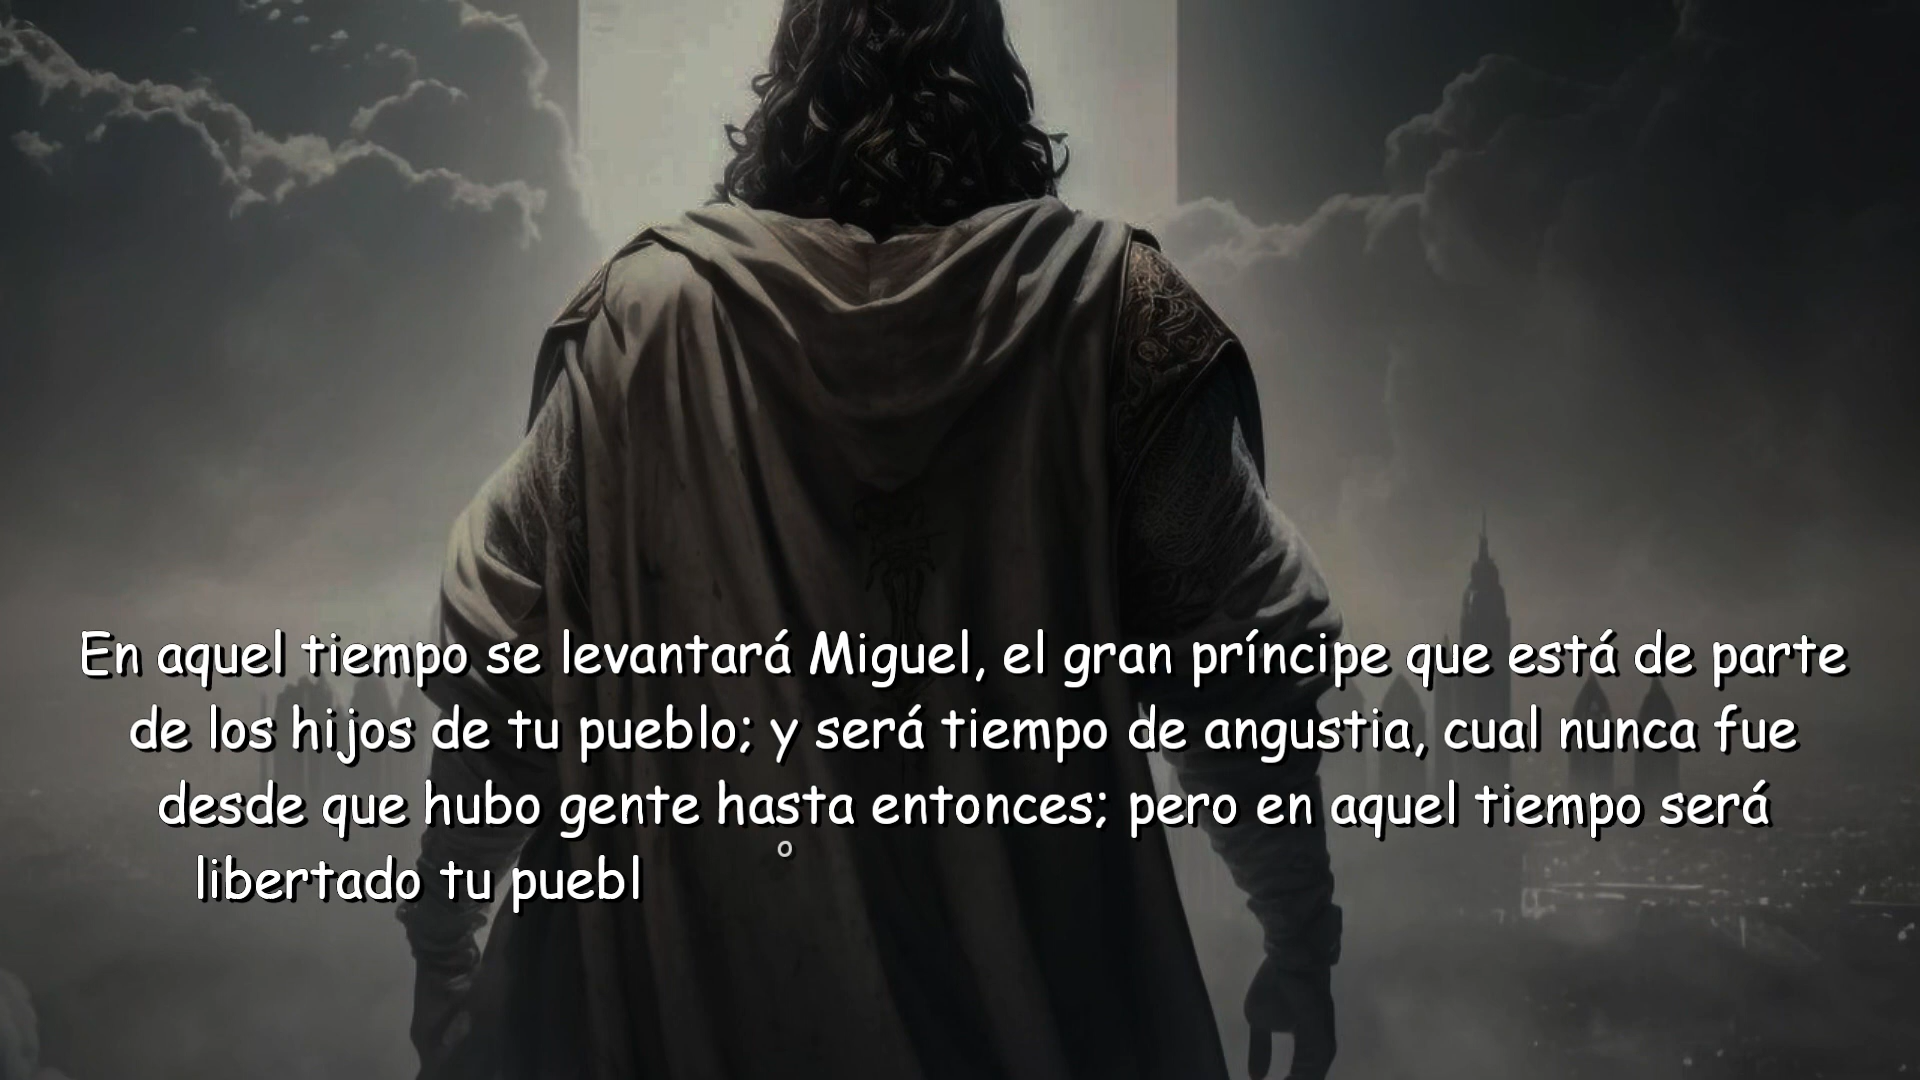 En aquel tiempo se levantará Miguel, el gran príncipe que está de parte
de los hijos de tu pueblo; y será tiempo de angustia, cual nunca fue
desde que hubo gente hasta entonces; pero en aquel tiempo será
libertado tu puebl o